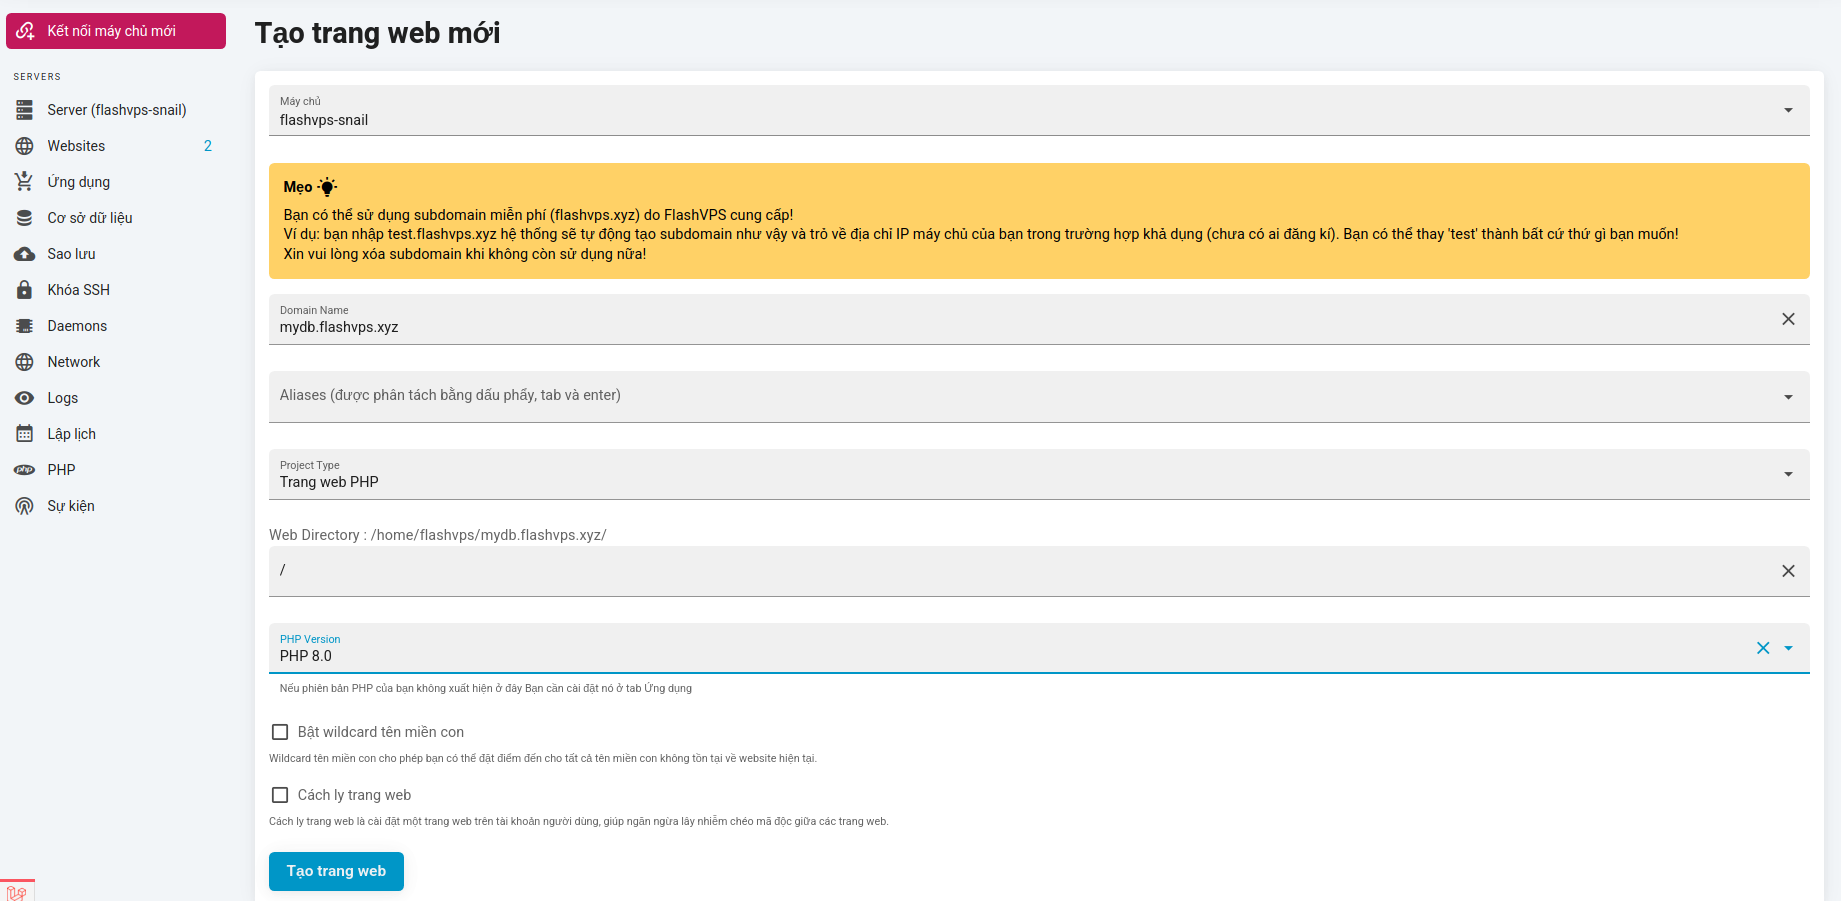 Kết nối máy chủ mới
SERVERS
Server (flashvps-snail)
Websites 2
Ứng dụng
Cơ sở dữ liệu
Sao lưu
Khóa SSH
Daemons
Network
Logs
Lập lịch
PHP
Sự kiện
Tạo trang web mới
Máy chủ
flashvps-snail
Mẹo
Bạn có thể sử dụng subdomain miễn phí (flashvps.xyz) do FlashVPS cung cấp!
Ví dụ: bạn nhập test.flashvps.xyz hệ thống sẽ tự động tạo subdomain như vậy và trỏ về địa chỉ IP máy chủ của bạn trong trường hợp khả dụng (chưa có ai đăng kí). Bạn có thể thay 'test' thành bất cứ thứ gì bạn muốn!
Xin vui lòng xóa subdomain khi không còn sử dụng nữa!
Domain Name
mydb.flashvps.xyz
Aliases (được phân tách bằng dấu phẩy, tab và enter)
Project Type
Trang web PHP
Web Directory : /home/flashvps/mydb.flashvps.xyz/
/
PHP Version
PHP 8.0
Nếu phiên bản PHP của bạn không xuất hiện ở đây Bạn cần cài đặt nó ở tab Ứng dụng
Bật wildcard tên miền con
Wildcard tên miền con cho phép bạn có thể đặt điểm đến cho tất cả tên miền con không tồn tại về website hiện tại.
Cách ly trang web
Cách ly trang web là cài đặt một trang web trên tài khoản người dùng, giúp ngăn ngừa lây nhiễm chéo mã độc giữa các trang web.
Tạo trang web